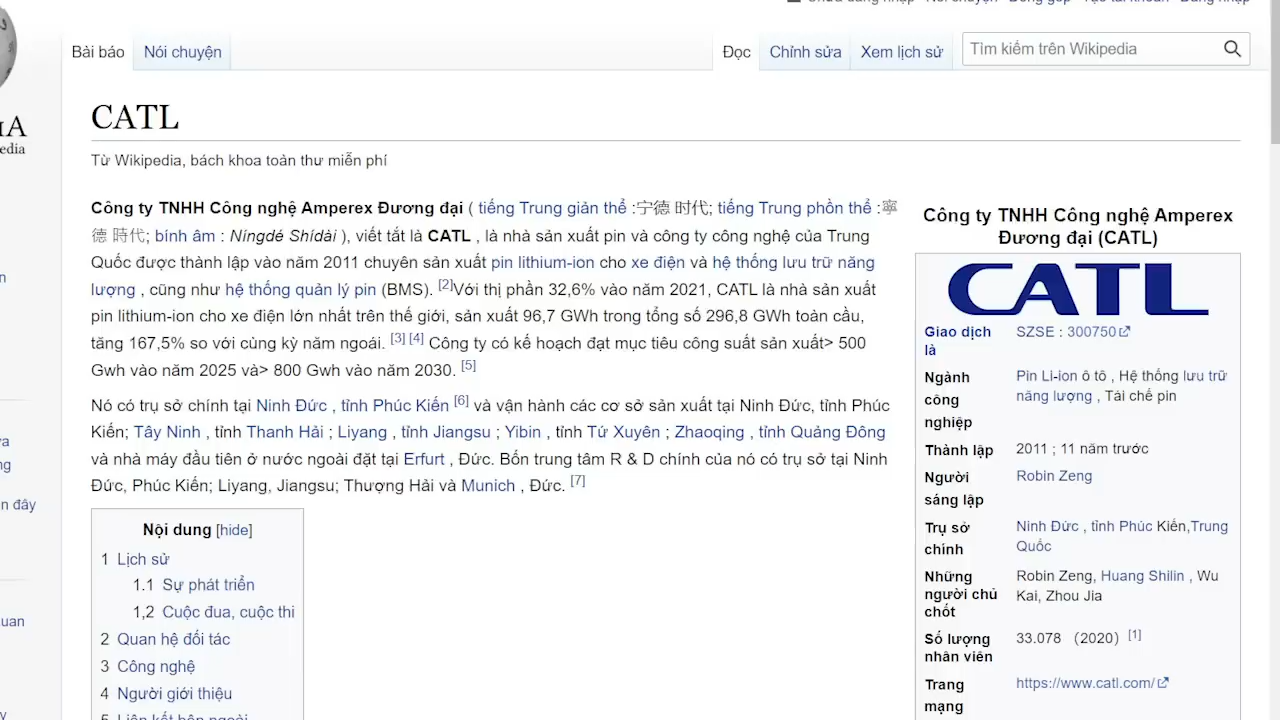 Bài báo
Nói chuyện
Đọc
Chỉnh sửa
Xem lịch sử
Tìm kiếm trên Wikipedia
CATL
Từ Wikipedia, bách khoa toàn thư miễn phí
Công ty TNHH Công nghệ Amperex Đương đại ( tiếng Trung giản thể :宁德 时代; tiếng Trung phồn thể :寧
德 時代; bính âm : Níngdé Shídài ), viết tắt là CATL , là nhà sản xuất pin và công ty công nghệ của Trung
Quốc được thành lập vào năm 2011 chuyên sản xuất pin lithium-ion cho xe điện và hệ thống lưu trữ năng
lượng , cũng như hệ thống quản lý pin (BMS). [2]Với thị phần 32,6% vào năm 2021, CATL là nhà sản xuất
pin lithium-ion cho xe điện lớn nhất trên thế giới, sản xuất 96,7 GWh trong tổng số 296,8 GWh toàn cầu,
tăng 167,5% so với cùng kỳ năm ngoái. [3] [4] Công ty có kế hoạch đạt mục tiêu công suất sản xuất> 500
Gwh vào năm 2025 và> 800 Gwh vào năm 2030. [5]
Nó có trụ sở chính tại Ninh Đức , tỉnh Phúc Kiến [6] và vận hành các cơ sở sản xuất tại Ninh Đức, tỉnh Phúc
Kiến; Tây Ninh , tỉnh Thanh Hải ; Liyang , tỉnh Jiangsu ; Yibin , tỉnh Tứ Xuyên ; Zhaoqing , tỉnh Quảng Đông
và nhà máy đầu tiên ở nước ngoài đặt tại Erfurt , Đức. Bốn trung tâm R & D chính của nó có trụ sở tại Ninh
Đức, Phúc Kiến; Liyang, Jiangsu; Thượng Hải và Munich , Đức. [7]
Nội dung [hide]
1 Lịch sử
1.1 Sự phát triển
1,2 Cuộc đua, cuộc thi
2 Quan hệ đối tác
3 Công nghệ
4 Người giới thiệu
5 Liên kết bên ngoài
Công ty TNHH Công nghệ Amperex
Đương đại (CATL)
CATL
Giao dịch là SZSE : 300750
Ngành công nghiệp Pin Li-ion ô tô , Hệ thống lưu trữ
năng lượng , Tái chế pin
Thành lập 2011 ; 11 năm trước
Người sáng lập Robin Zeng
Trụ sở chính Ninh Đức , tỉnh Phúc Kiến,Trung
Quốc
Những người chủ chốt Robin Zeng, Huang Shilin , Wu
Kai, Zhou Jia
Số lượng nhân viên 33.078 （2020）[1]
Trang mạng https://www.catl.com/